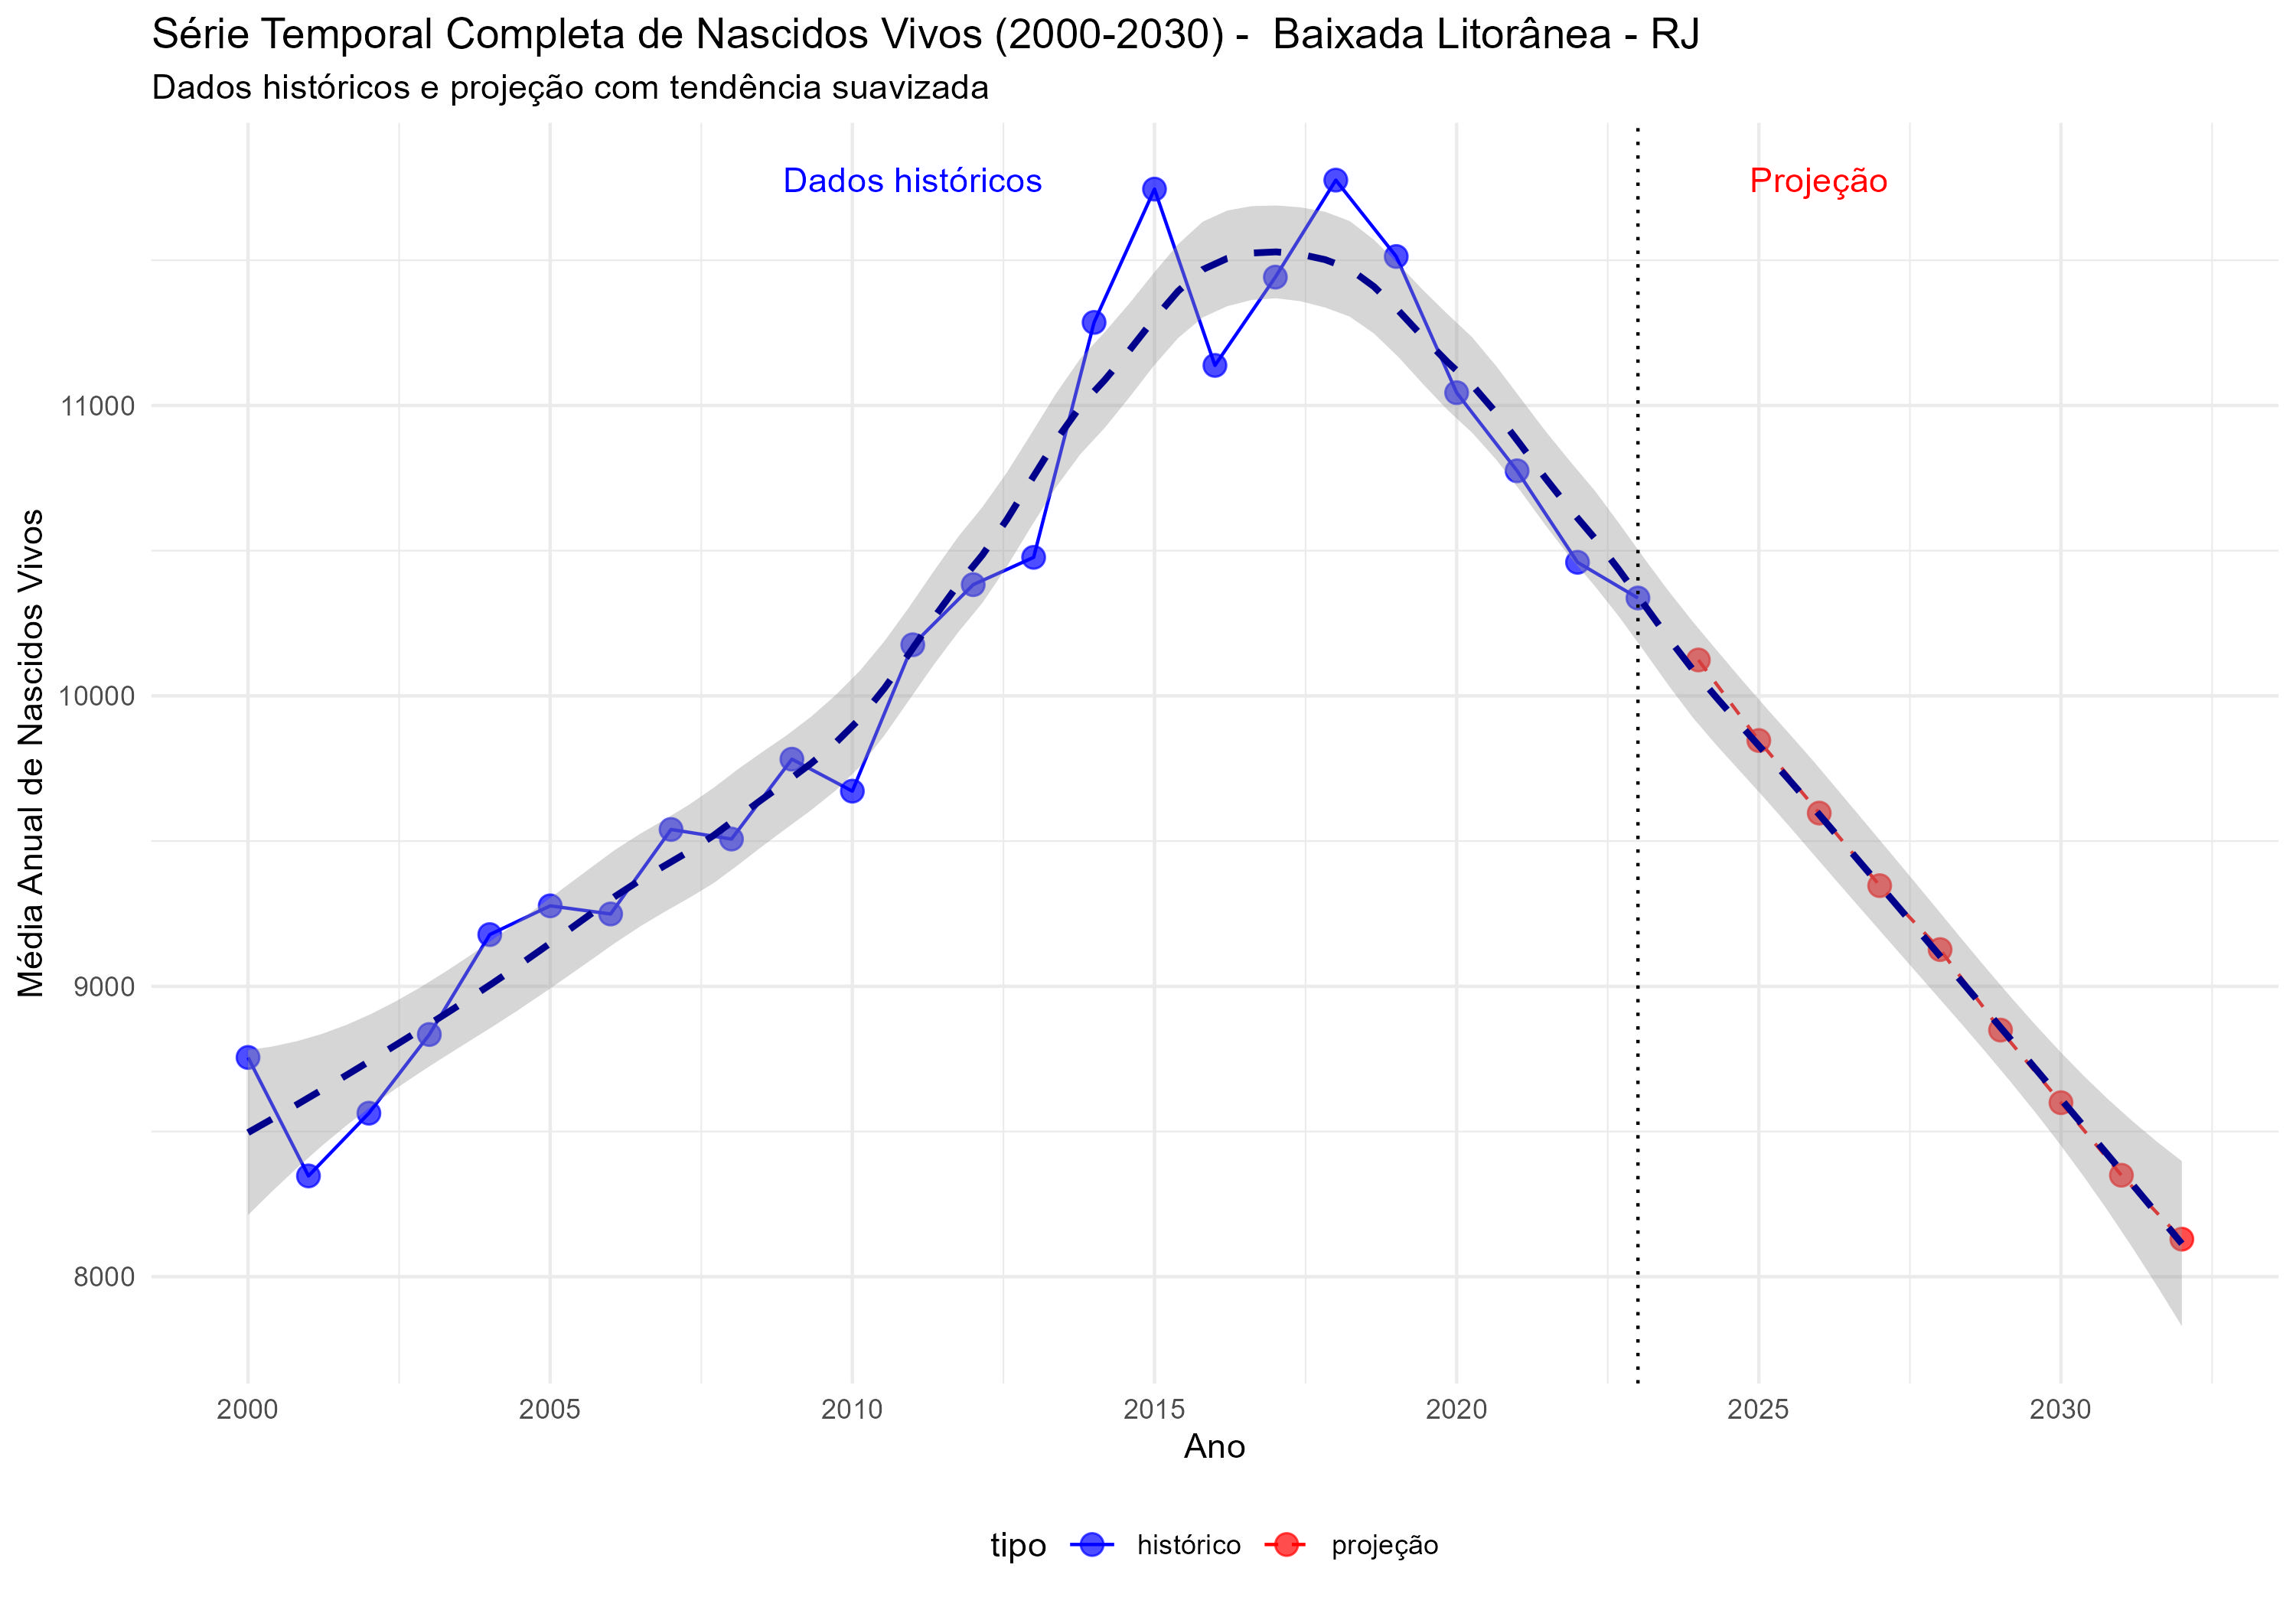 Série Temporal Completa de Nascidos Vivos (2000-2030) -  Baixada Litorânea - RJ
Dados históricos e projeção com tendência suavizada
Dados históricos
Projeção
Média Anual de Nascidos Vivos
11000
10000
9000
8000
2000
2005
2010
2015
2020
2025
2030
Ano
tipo
histórico
projeção